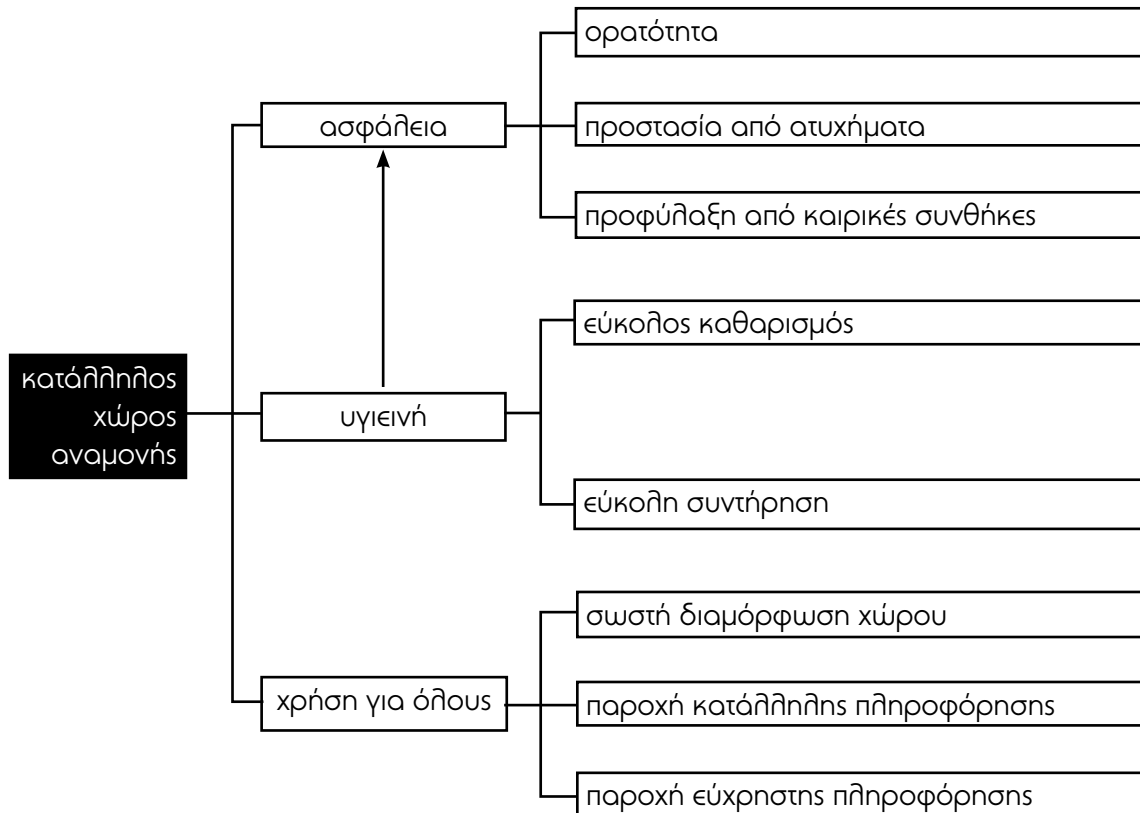 ορατότητα
ασφάλεια
προστασία από ατυχήματα
προφύλαξη από καιρικές συνθήκες
εύκολος καθαρισμός
κατάλληλος
χώρος
αναμονής
υγιεινή
εύκολη συντήρηση
σωστή διαμόρφωση χώρου
χρήση για όλους
παροχή κατάλληλης πληροφόρησης
παροχή εύχρηστης πληροφόρησης